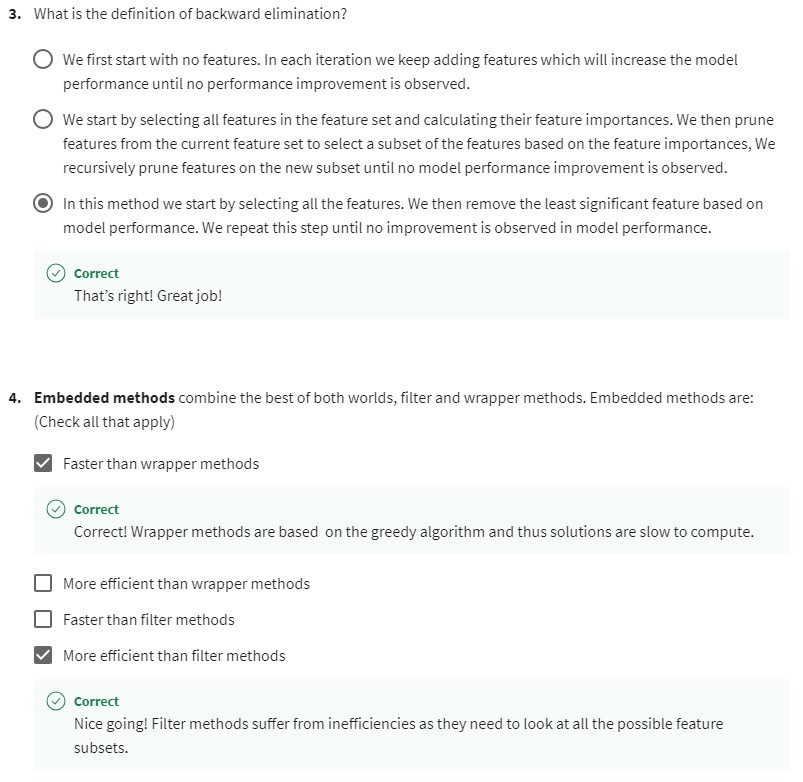 3. What is the definition of backward elimination?
We first start with no features. In each iteration we keep adding features which will increase the model
performance until no performance improvement is observed.
We start by selecting all features in the feature set and calculating their feature importances. We then prune
features from the current feature set to select a subset of the features based on the feature importances, We
recursively prune features on the new subset until no model performance improvement is observed.
In this method we start by selecting all the features. We then remove the least significant feature based on
model performance. We repeat this step until no improvement is observed in model performance.
Correct
That's right! Great job!
4. Embedded methods combine the best of both worlds, filter and wrapper methods. Embedded methods are:
(Check all that apply)
Faster than wrapper methods
Correct
Correct! Wrapper methods are based on the greedy algorithm and thus solutions are slow to compute.
More efficient than wrapper methods
Faster than filter methods
More efficient than filter methods
Correct
Nice going! Filter methods suffer from inefficiencies as they need to look at all the possible feature
subsets.